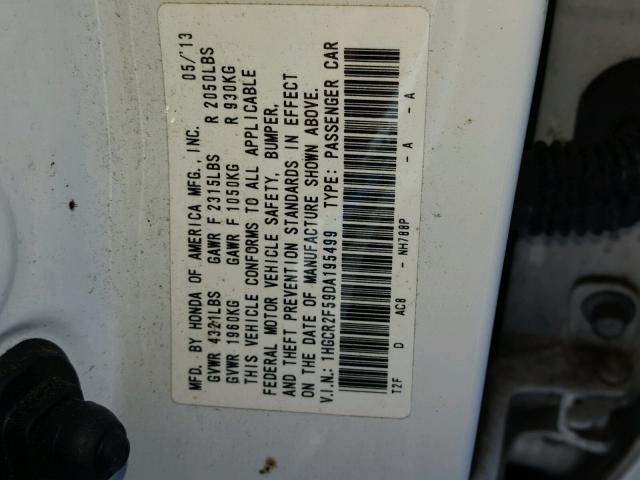 MFD. BY HONDA OF AMERICA MFG., INC. 05/'13
GVWR 4321LBS GAWR F 2315LBS R 2050LBS
GVWR 1960KG GAWR F 1050KG R 930KG
THIS VEHICLE CONFORMS TO ALL APPLICABLE
FEDERAL MOTOR VEHICLE SAFETY, BUMPER,
AND THEFT PREVENTION STANDARDS IN EFFECT
ON THE DATE OF MANUFACTURE SHOWN ABOVE.
V.I.N.: 1HGCR2F59DA195499 TYPE: PASSENGER CAR
T2F D AC8 - NH788P - A - A